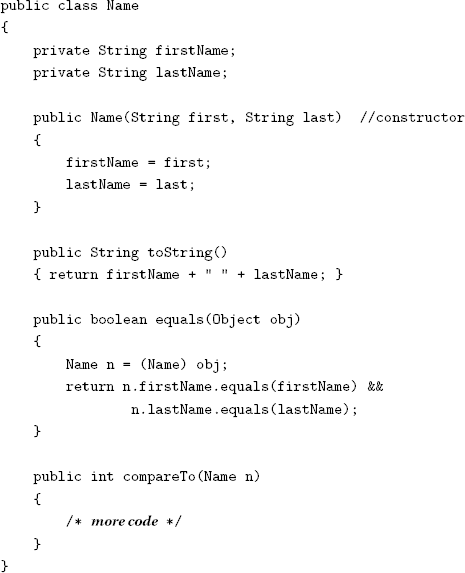 public class Name
{
    private String firstName;
    private String lastName;

    public Name(String first, String last)  //constructor
    {
        firstName = first;
        lastName = last;
    }

    public String toString()
    { return firstName + " " + lastName; }

    public boolean equals(Object obj)
    {
        Name n = (Name) obj;
        return n.firstName.equals(firstName) &&
                n.lastName.equals(lastName);
    }

    public int compareTo(Name n)
    {
        /* more code */
    }
}